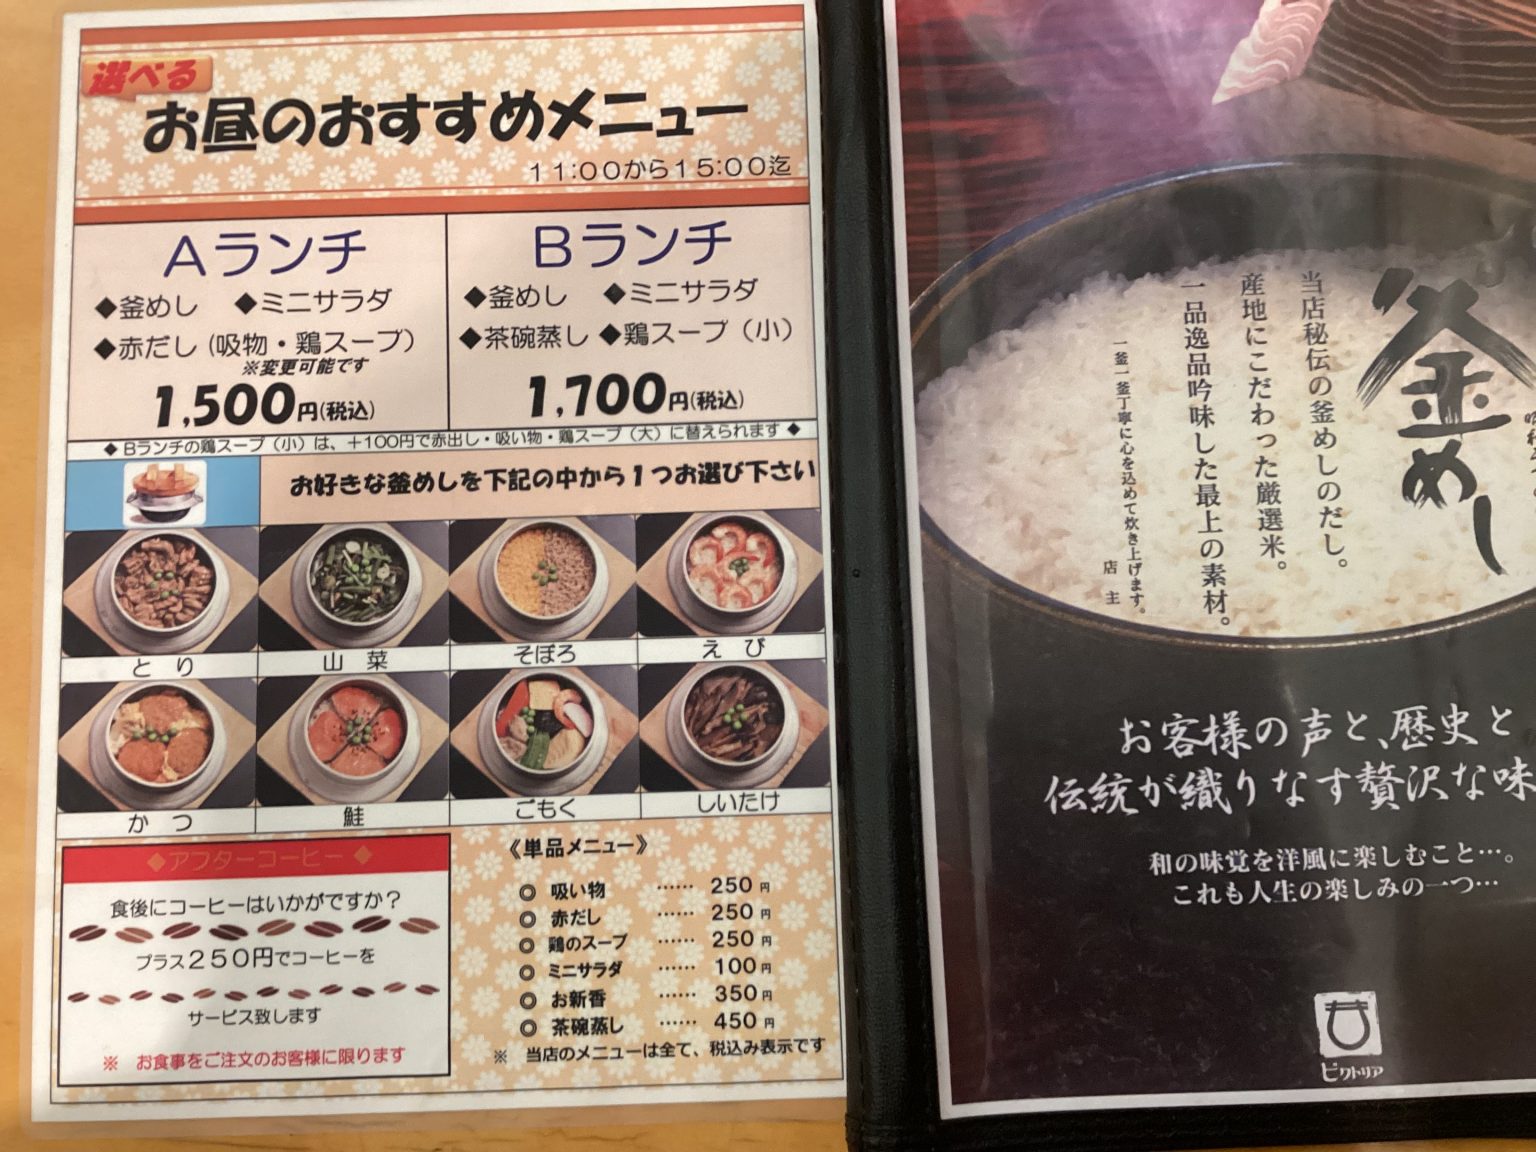 選べる
お昼のおすすめメニュー
11:00から15:00迄
Aランチ
◆釜めし ◆ミニサラダ
◆赤だし(吸物・鶏スープ)
※変更可能です
1,500円(税込)
Bランチ
◆釜めし ◆ミニサラダ
◆茶碗蒸し ◆鶏スープ(小)
1,700円(税込)
◆ Bランチの鶏スープ(小)は、+100円で赤出し・吸い物・鶏スープ(大)に替えられます ◆
お好きな釜めしを下記の中から1つお選び下さい
とり
山菜
そぼろ
えび
かつ
鮭
ごもく
しいたけ
◆アフターコーヒー◆
食後にコーヒーはいかがですか?
プラス250円でコーヒーを
サービス致します
※ お食事をご注文のお客様に限ります
《単品メニュー》
◎ 吸い物 …… 250円
◎ 赤だし …… 250円
◎ 鶏のスープ …… 250円
◎ ミニサラダ …… 100円
◎ お新香 …… 350円
◎ 茶碗蒸し …… 450円
※ 当店のメニューは全て、税込み表示です
釜めし
当店秘伝の釜めしのだし。
産地にこだわった厳選米。
一品逸品吟味した最上の素材。
一釜一釜丁寧に心を込めて炊き上げます。
店主
お客様の声と、歴史と
伝統が織りなす贅沢な味
和の味覚を洋風に楽しむこと…。
これも人生の楽しみの一つ…
ビクトリア